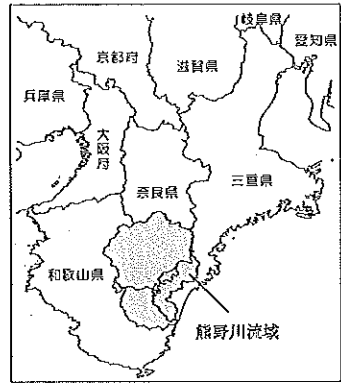 岐阜県
愛知県
京都府
滋賀県
兵庫県
大阪府
奈良県
三重県
和歌山県
熊野川流域